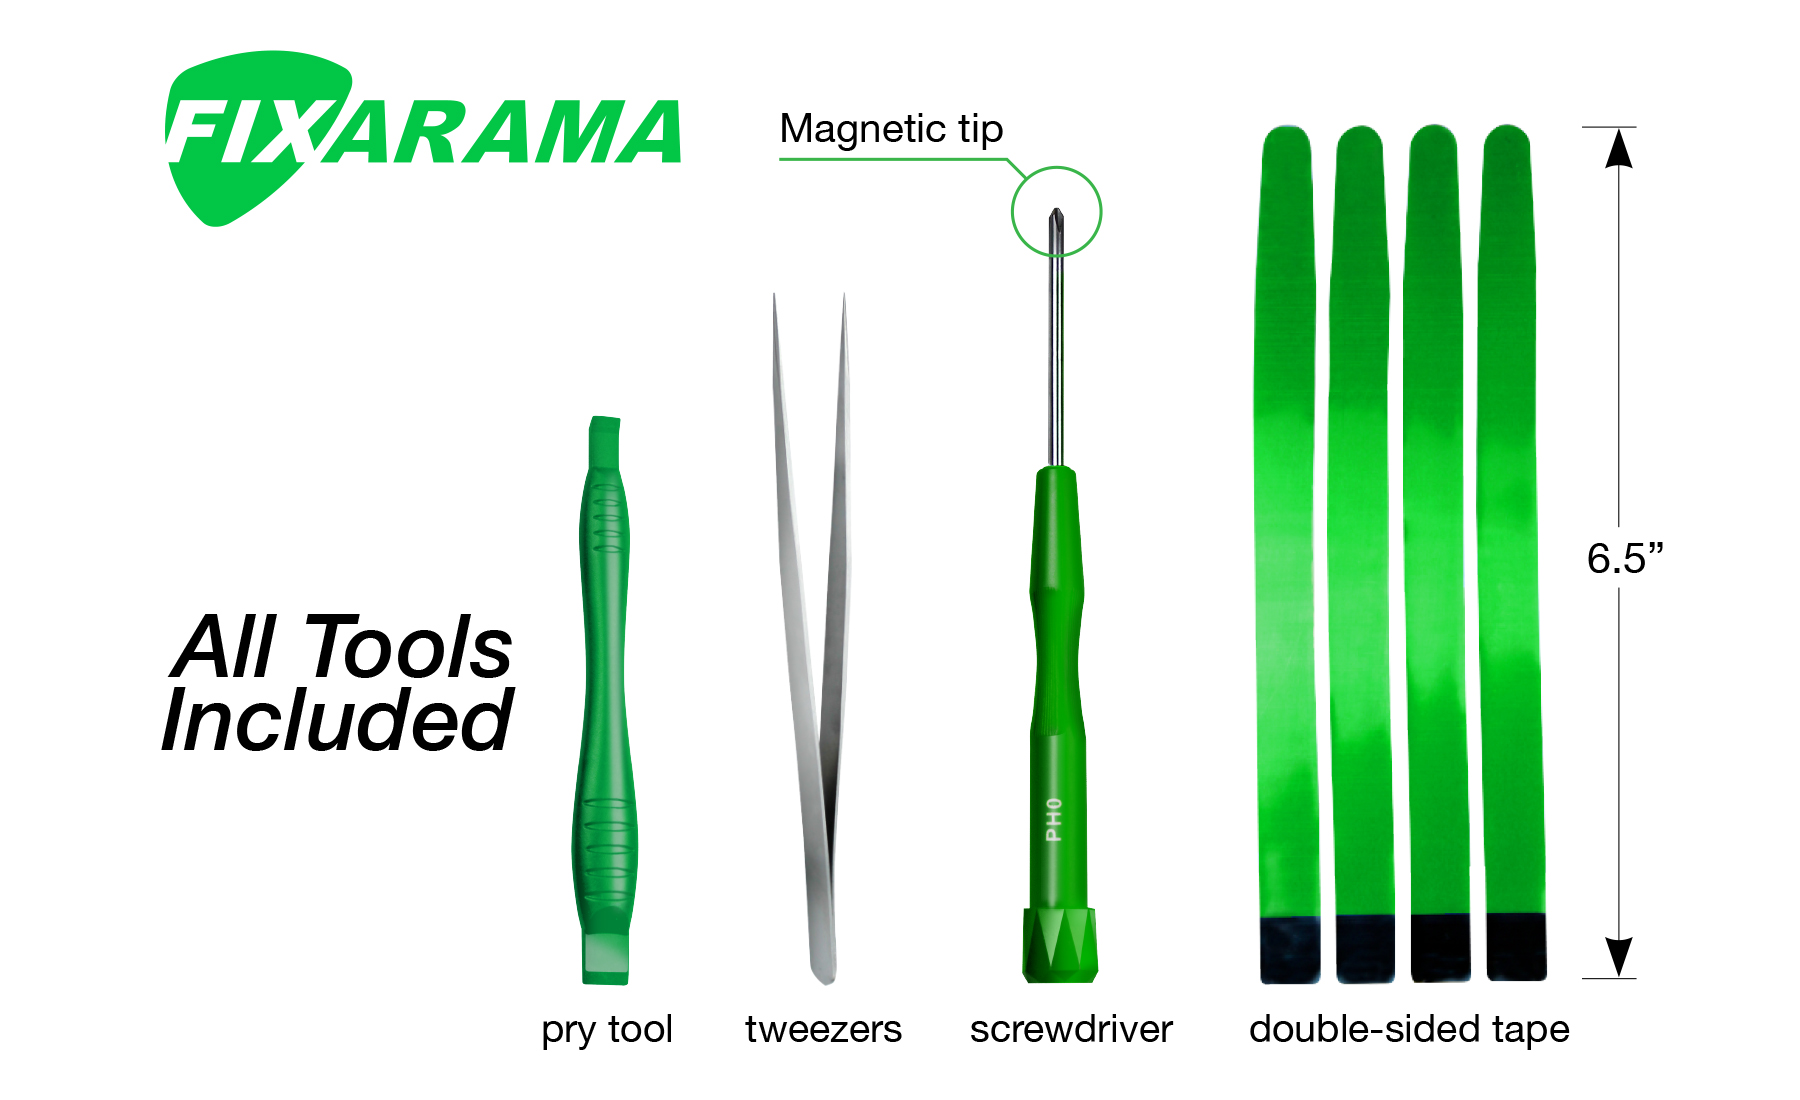 FIXARAMA
Magnetic tip
6.5”
All Tools
Included
PH0
pry tool
tweezers
screwdriver
double-sided tape